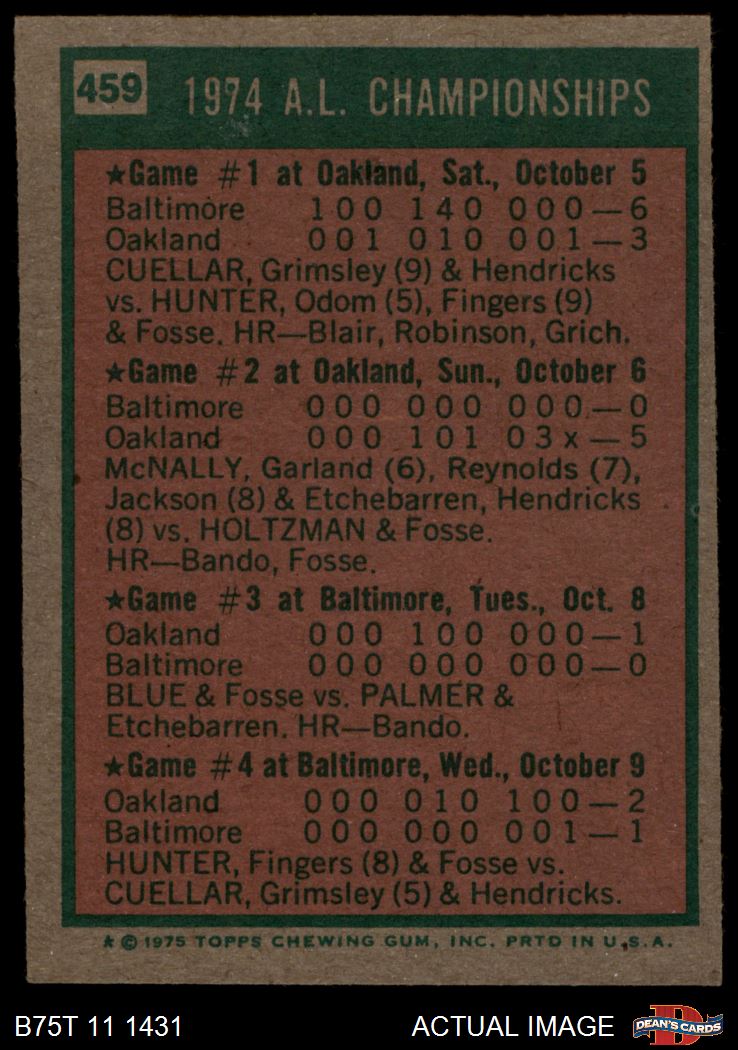 459 1974 A.L. CHAMPIONSHIPS
★Game #1 at Oakland, Sat., October 5
Baltimore 100 140 000—6
Oakland 001 010 001—3
CUELLAR, Grimsley (9) & Hendricks
vs. HUNTER, Odom (5), Fingers (9)
& Fosse. HR—Blair, Robinson, Grich.
★Game #2 at Oakland, Sun., October 6
Baltimore 000 000 000—0
Oakland 000 101 03x—5
McNALLY, Garland (6), Reynolds (7),
Jackson (8) & Etchebarren, Hendricks
(8) vs. HOLTZMAN & Fosse.
HR—Bando, Fosse.
★Game #3 at Baltimore, Tues., Oct. 8
Oakland 000 100 000—1
Baltimore 000 000 000—0
BLUE & Fosse vs. PALMER &
Etchebarren. HR—Bando.
★Game #4 at Baltimore, Wed., October 9
Oakland 000 010 100—2
Baltimore 000 000 001—1
HUNTER, Fingers (8) & Fosse vs.
CUELLAR, Grimsley (5) & Hendricks.
★ © 1975 TOPPS CHEWING GUM, INC. PRTD IN U.S.A.
B75T 11 1431 ACTUAL IMAGE DEAN'S CARDS